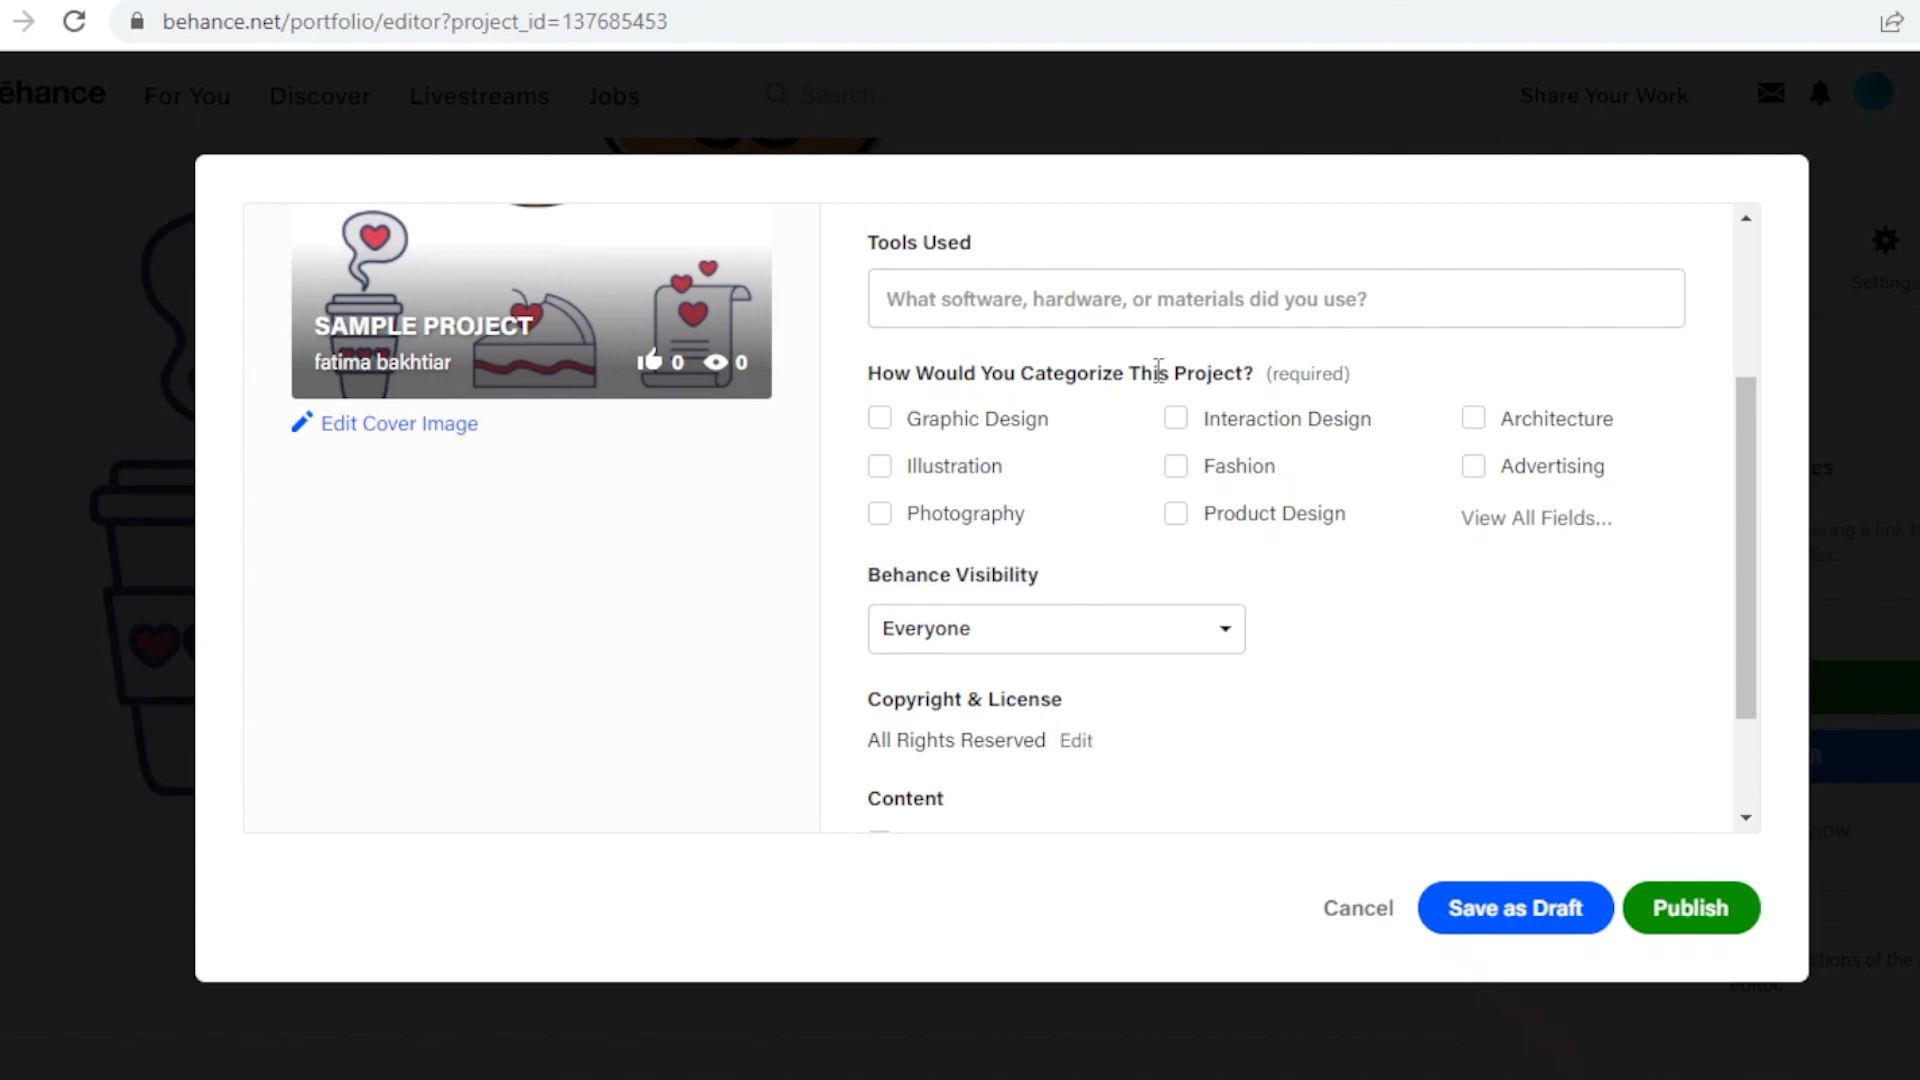 behance.net/portfolio/editor?project_id=137685453
ēhance
For You
Discover
Livestreams
Jobs
Search...
Share Your Work
Settings
SAMPLE PROJECT
fatima bakhtiar
0
0
Edit Cover Image
Tools Used
What software, hardware, or materials did you use?
How Would You Categorize This Project? (required)
Graphic Design
Interaction Design
Architecture
Illustration
Fashion
Advertising
Photography
Product Design
View All Fields...
Behance Visibility
Everyone
Copyright & License
All Rights Reserved Edit
Content
Cancel
Save as Draft
Publish
editor.